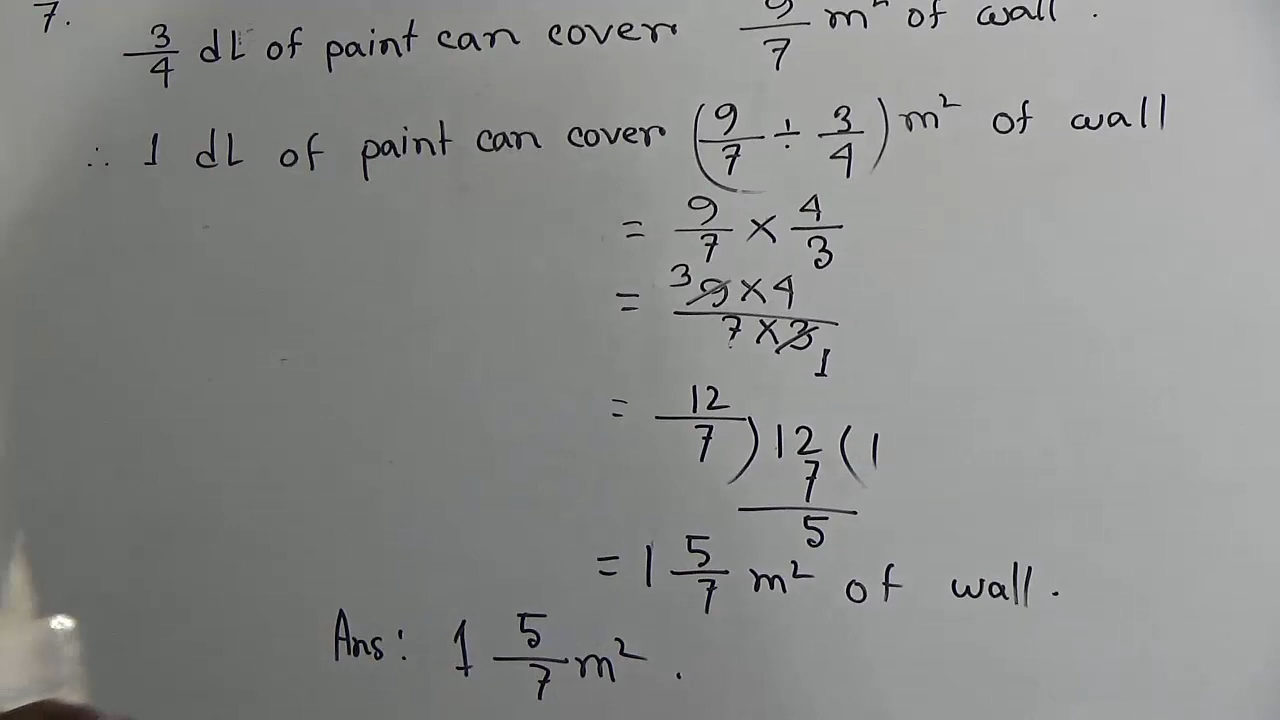 7.
3/4 dL of paint can cover 9/7 m² of wall.
∴ 1 dL of paint can cover (9/7 ÷ 3/4) m² of wall
= 9/7 × 4/3
= 3 9×4 / 7×3 1
= 12/7 ) 12 ( 1
7
5
= 1 5/7 m² of wall.
Ans: 1 5/7 m².